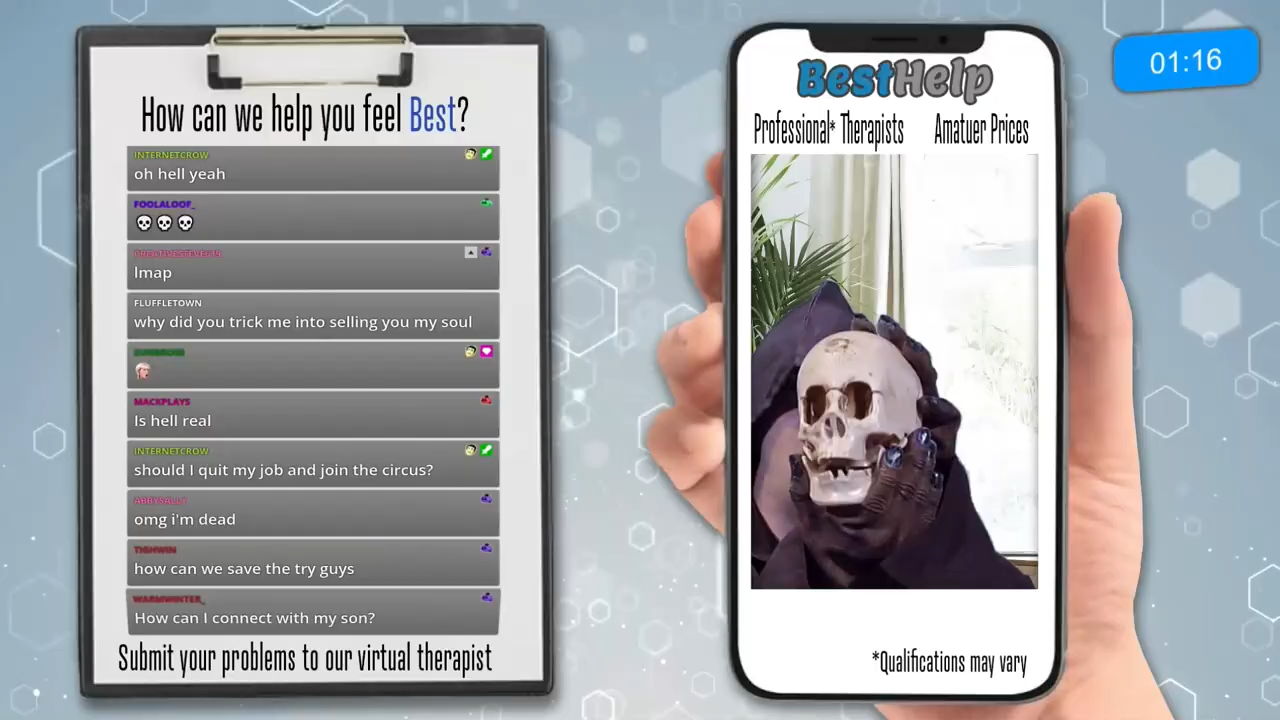 How can we help you feel Best?
INTERNETCROW
oh hell yeah
FOOLALOOF_
lmap
FLUFFLETOWN
why did you trick me into selling you my soul
MACKPLAYS
Is hell real
INTERNETCROW
should I quit my job and join the circus?
omg i'm dead
THSHWIN
how can we save the try guys
WARMWINTER_
How can I connect with my son?
Submit your problems to our virtual therapist
BestHelp
Professional* Therapists Amatuer Prices
*Qualifications may vary
01:16